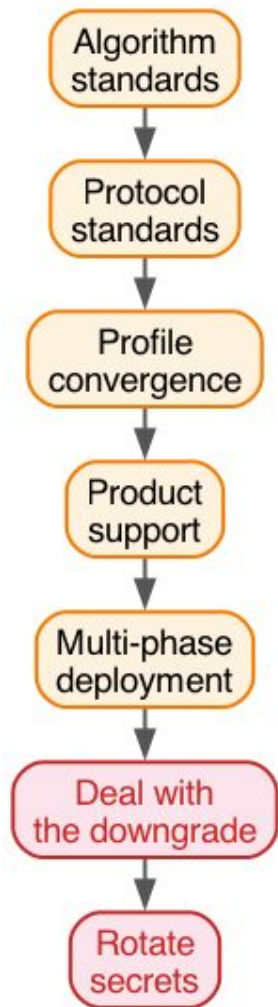 Algorithm
standards
Protocol
standards
Profile
convergence
Product
support
Multi-phase
deployment
Deal with
the downgrade
Rotate
secrets